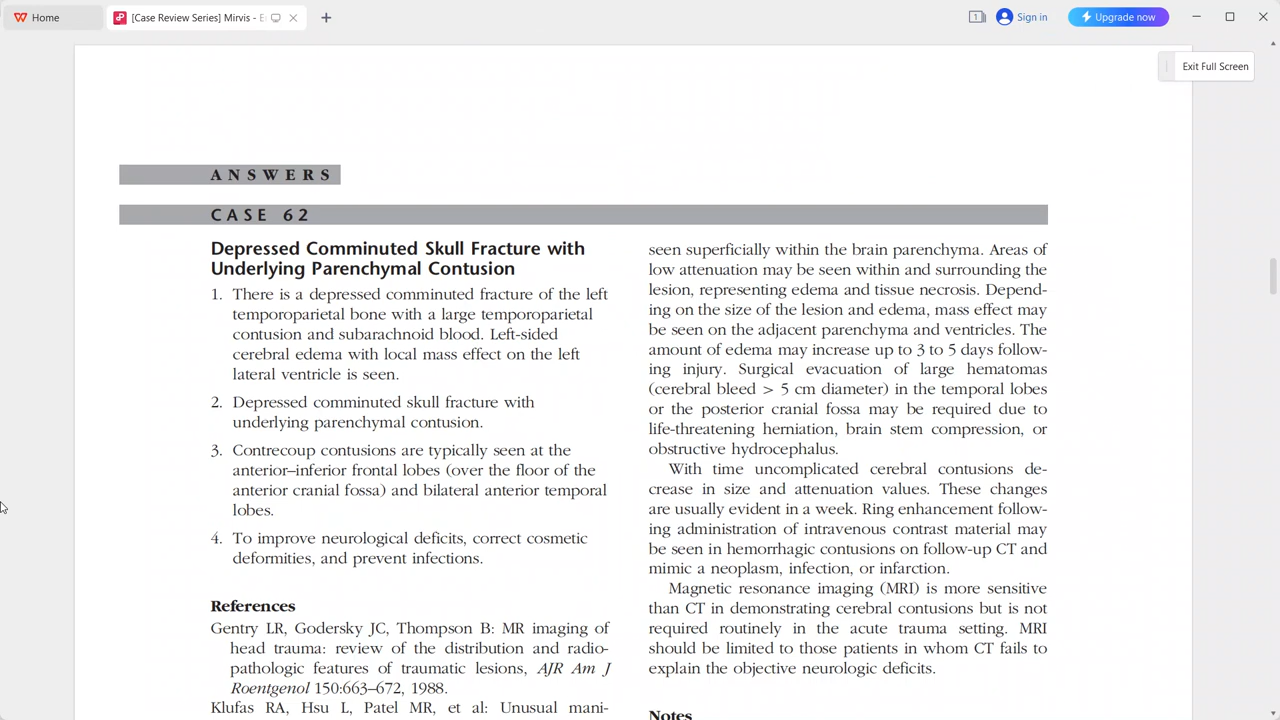 Home
[Case Review Series] Mirvis - E
1
Sign in
Upgrade now
Exit Full Screen
ANSWERS
CASE 62
Depressed Comminuted Skull Fracture with
Underlying Parenchymal Contusion
1. There is a depressed comminuted fracture of the left
temporoparietal bone with a large temporoparietal
contusion and subarachnoid blood. Left-sided
cerebral edema with local mass effect on the left
lateral ventricle is seen.
2. Depressed comminuted skull fracture with
underlying parenchymal contusion.
3. Contrecoup contusions are typically seen at the
anterior–inferior frontal lobes (over the floor of the
anterior cranial fossa) and bilateral anterior temporal
lobes.
4. To improve neurological deficits, correct cosmetic
deformities, and prevent infections.
References
Gentry LR, Godersky JC, Thompson B: MR imaging of
head trauma: review of the distribution and radio-
pathologic features of traumatic lesions, AJR Am J
Roentgenol 150:663–672, 1988.
Klufas RA, Hsu L, Patel MR, et al: Unusual mani-
seen superficially within the brain parenchyma. Areas of
low attenuation may be seen within and surrounding the
lesion, representing edema and tissue necrosis. Depend-
ing on the size of the lesion and edema, mass effect may
be seen on the adjacent parenchyma and ventricles. The
amount of edema may increase up to 3 to 5 days follow-
ing injury. Surgical evacuation of large hematomas
(cerebral bleed > 5 cm diameter) in the temporal lobes
or the posterior cranial fossa may be required due to
life-threatening herniation, brain stem compression, or
obstructive hydrocephalus.
With time uncomplicated cerebral contusions de-
crease in size and attenuation values. These changes
are usually evident in a week. Ring enhancement follow-
ing administration of intravenous contrast material may
be seen in hemorrhagic contusions on follow-up CT and
mimic a neoplasm, infection, or infarction.
Magnetic resonance imaging (MRI) is more sensitive
than CT in demonstrating cerebral contusions but is not
required routinely in the acute trauma setting. MRI
should be limited to those patients in whom CT fails to
explain the objective neurologic deficits.
Notes